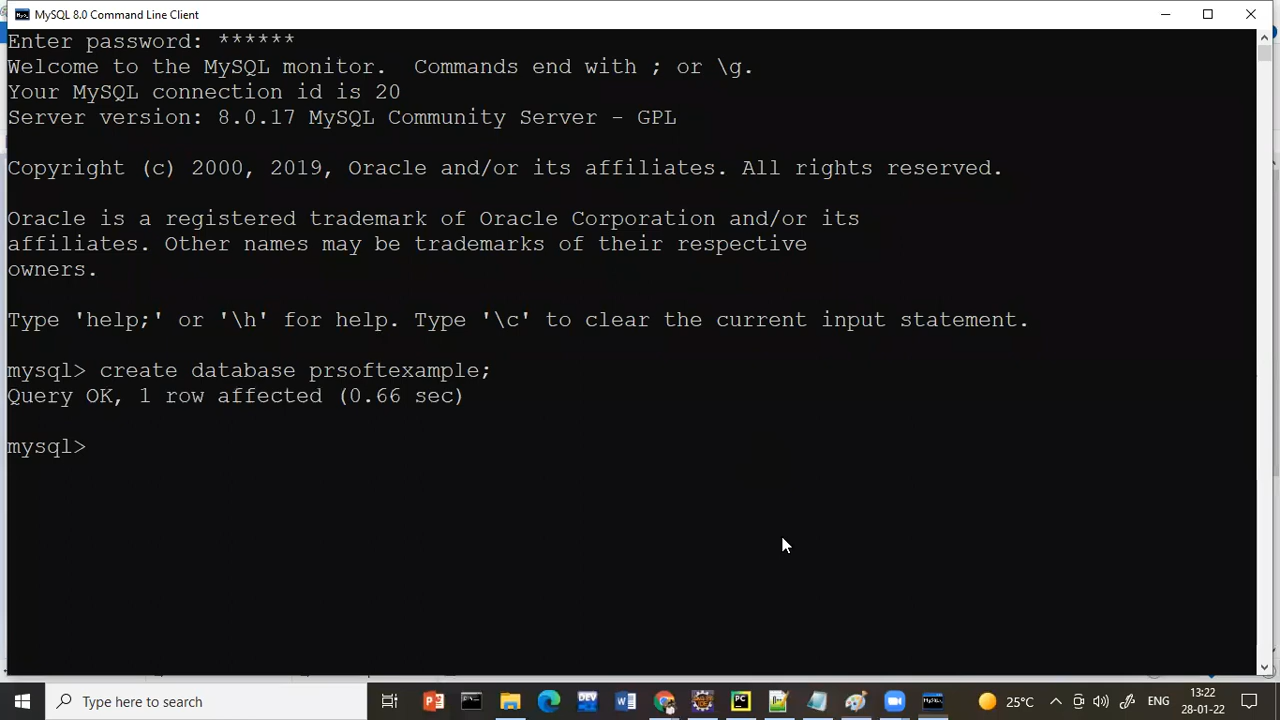 MySQL 8.0 Command Line Client
Enter password: ******
Welcome to the MySQL monitor.  Commands end with ; or \g.
Your MySQL connection id is 20
Server version: 8.0.17 MySQL Community Server - GPL
Copyright (c) 2000, 2019, Oracle and/or its affiliates. All rights reserved.
Oracle is a registered trademark of Oracle Corporation and/or its
affiliates. Other names may be trademarks of their respective
owners.
Type 'help;' or '\h' for help. Type '\c' to clear the current input statement.
mysql> create database prsoftexample;
Query OK, 1 row affected (0.66 sec)
mysql>
Type here to search
DEV
PC
25°C
ENG
13:22
28-01-22